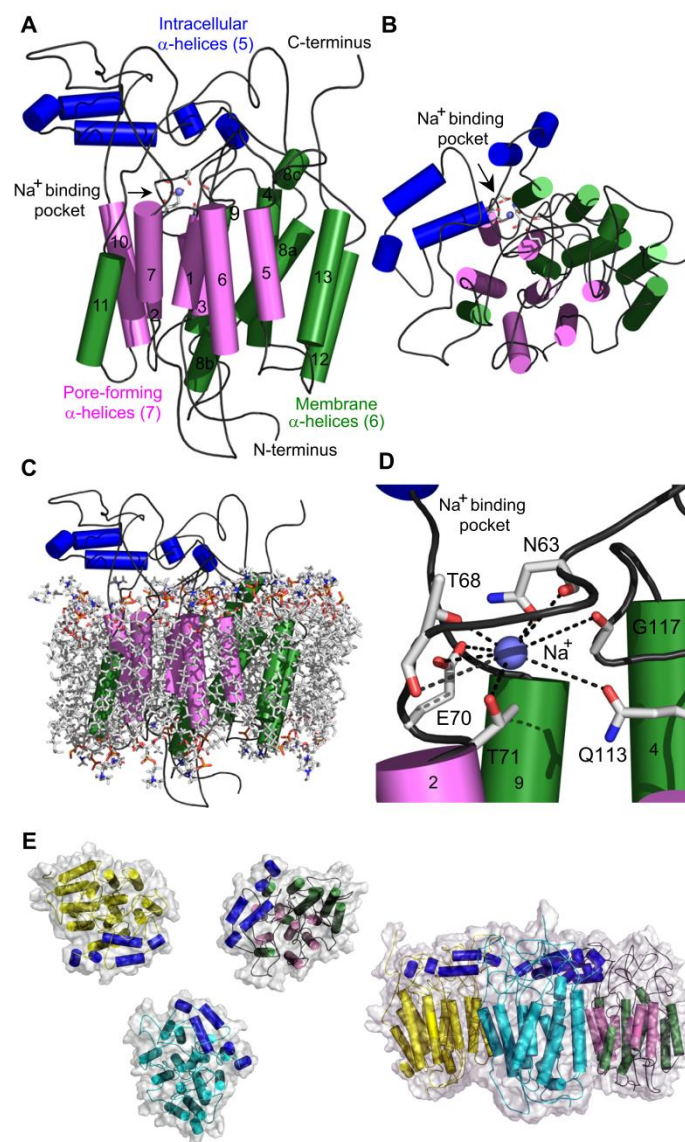 A
Intracellular
α-helices (5)
C-terminus
B
Na+ binding
pocket
Na+ binding
pocket
8c
4
9
10
8a
7
1
6
5
13
11
3
2
8b
12
Pore-forming
α-helices (7)
Membrane
α-helices (6)
N-terminus
C
D
Na+ binding
pocket
N63
T68
G117
Na+
E70
T71
Q113
4
2
9
E